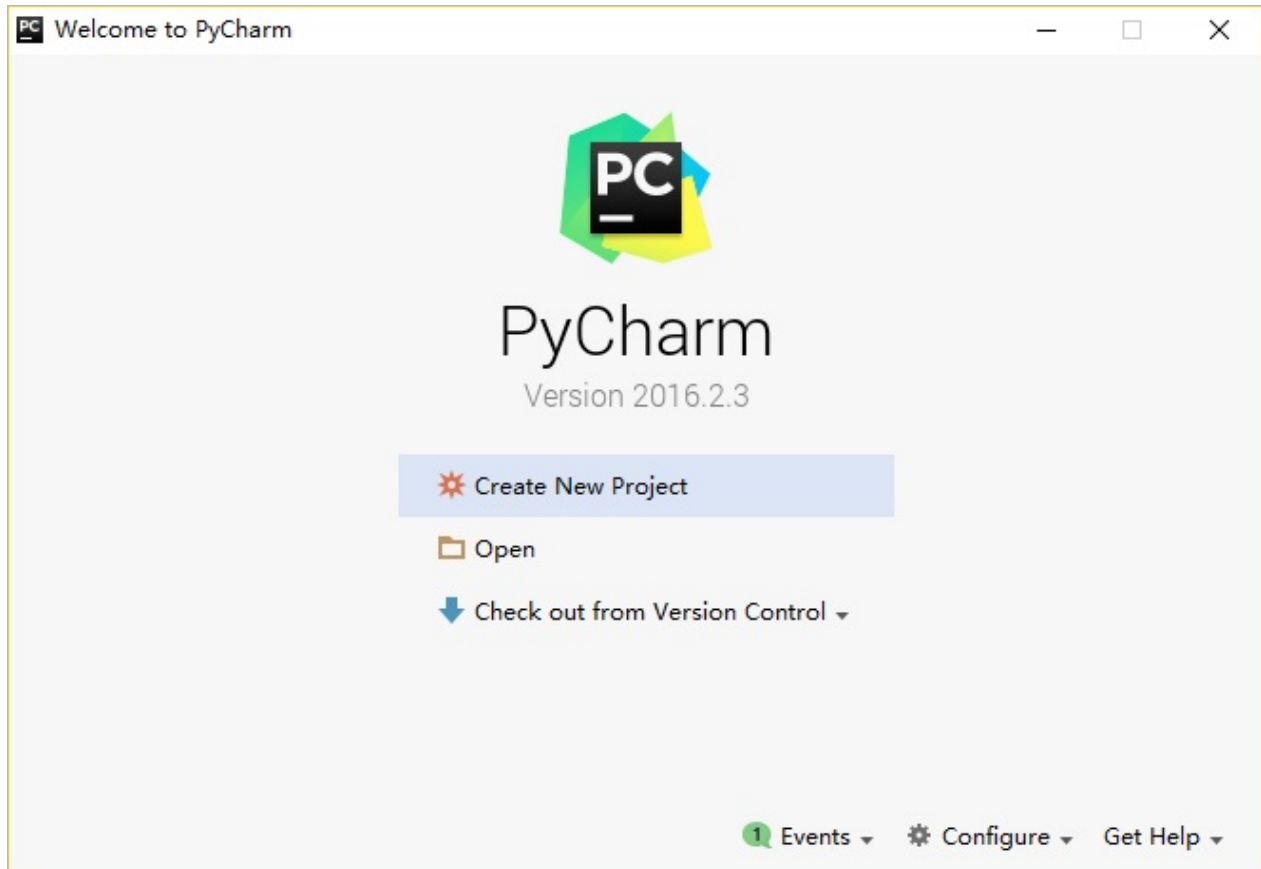 PC Welcome to PyCharm
PC
PyCharm
Version 2016.2.3
Create New Project
Open
Check out from Version Control
1 Events Configure Get Help